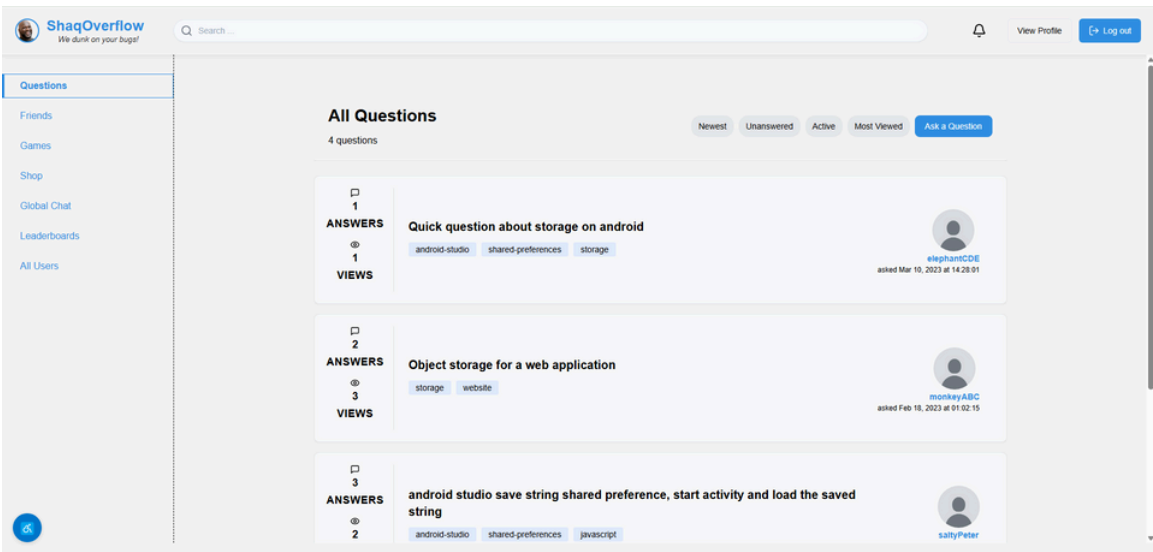 ShaqOverflow
We dunk on your bugs!
Search ...
View Profile
Log out
Questions
Friends
Games
Shop
Global Chat
Leaderboards
All Users
All Questions
4 questions
Newest
Unanswered
Active
Most Viewed
Ask a Question
1
ANSWERS
1
VIEWS
Quick question about storage on android
android-studio shared-preferences storage
elephantCDE
asked Mar 10, 2023 at 14:28:01
2
ANSWERS
3
VIEWS
Object storage for a web application
storage website
monkeyABC
asked Feb 18, 2023 at 01:02:15
3
ANSWERS
2
android studio save string shared preference, start activity and load the saved
string
android-studio shared-preferences javascript
saltyPeter